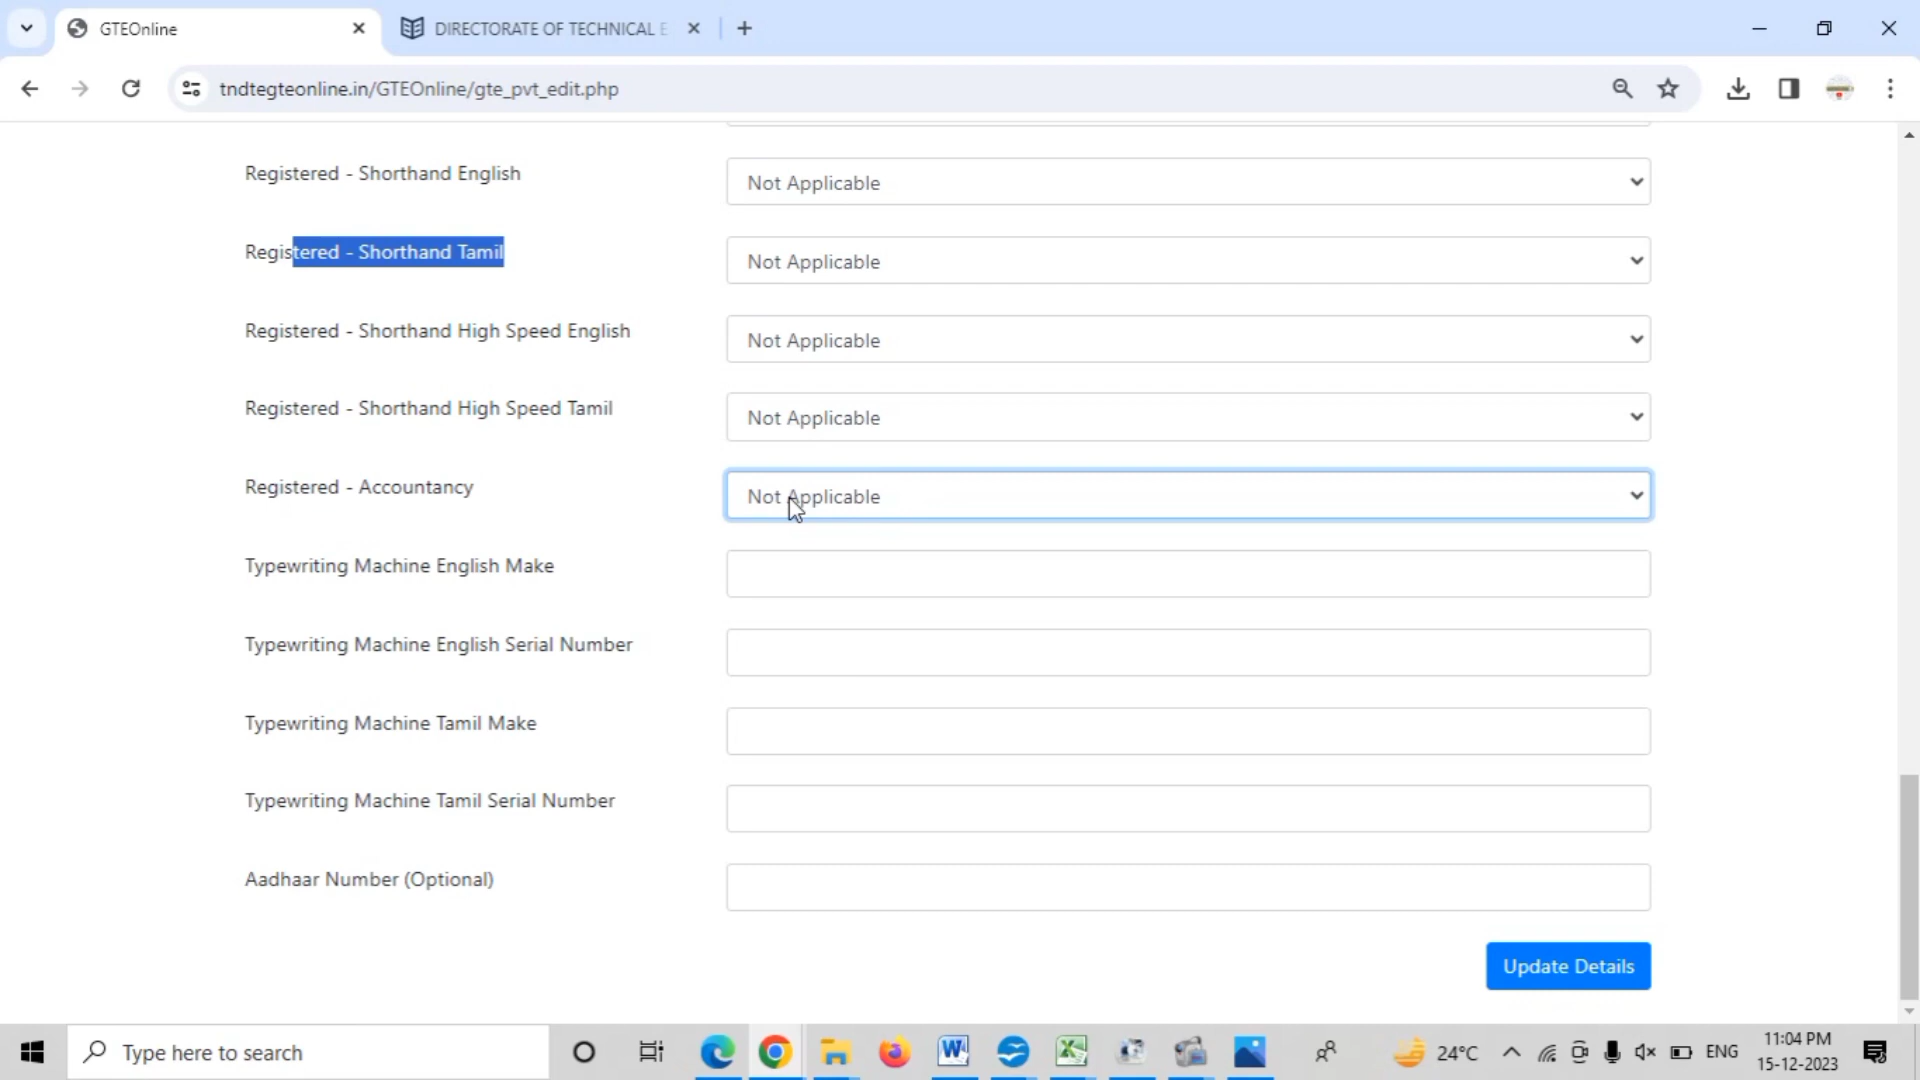 GTEOnline
DIRECTORATE OF TECHNICAL E
tndtegteonline.in/GTEOnline/gte_pvt_edit.php
Registered - Shorthand English
Not Applicable
Registered - Shorthand Tamil
Not Applicable
Registered - Shorthand High Speed English
Not Applicable
Registered - Shorthand High Speed Tamil
Not Applicable
Registered - Accountancy
Not Applicable
Typewriting Machine English Make
Typewriting Machine English Serial Number
Typewriting Machine Tamil Make
Typewriting Machine Tamil Serial Number
Aadhaar Number (Optional)
Update Details
Type here to search
24°C
ENG
11:04 PM
15-12-2023